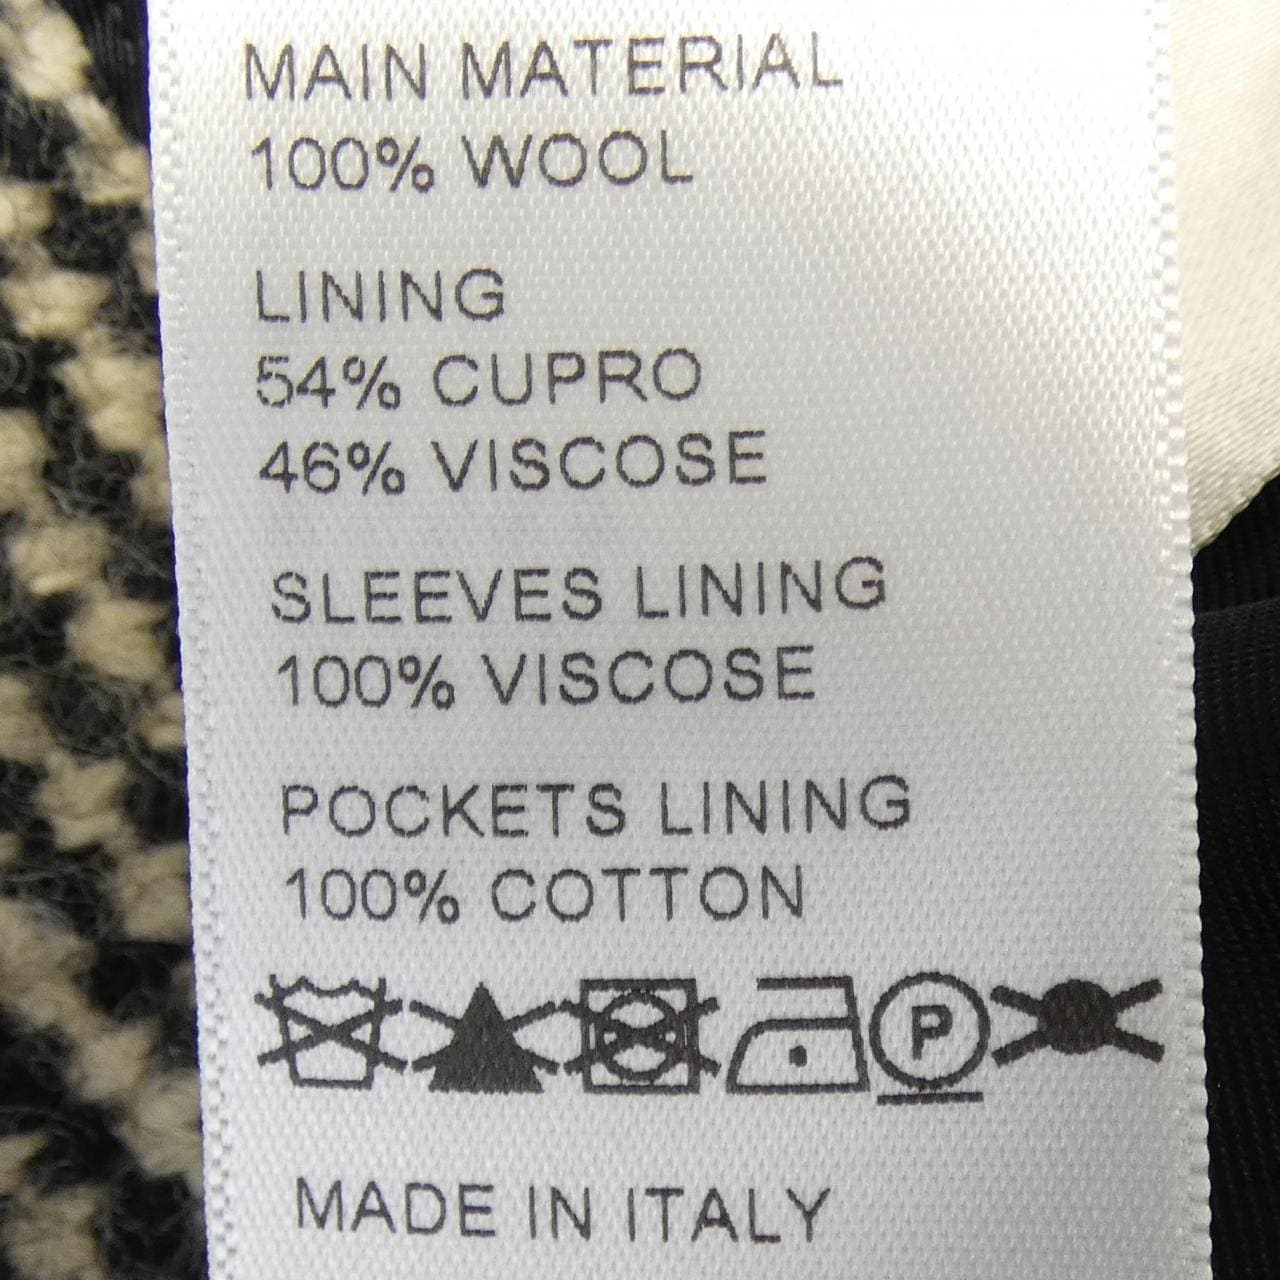 MAIN MATERIAL
100% WOOL
LINING
54% CUPRO
46% VISCOSE
SLEEVES LINING
100% VISCOSE
POCKETS LINING
100% COTTON
P
MADE IN ITALY